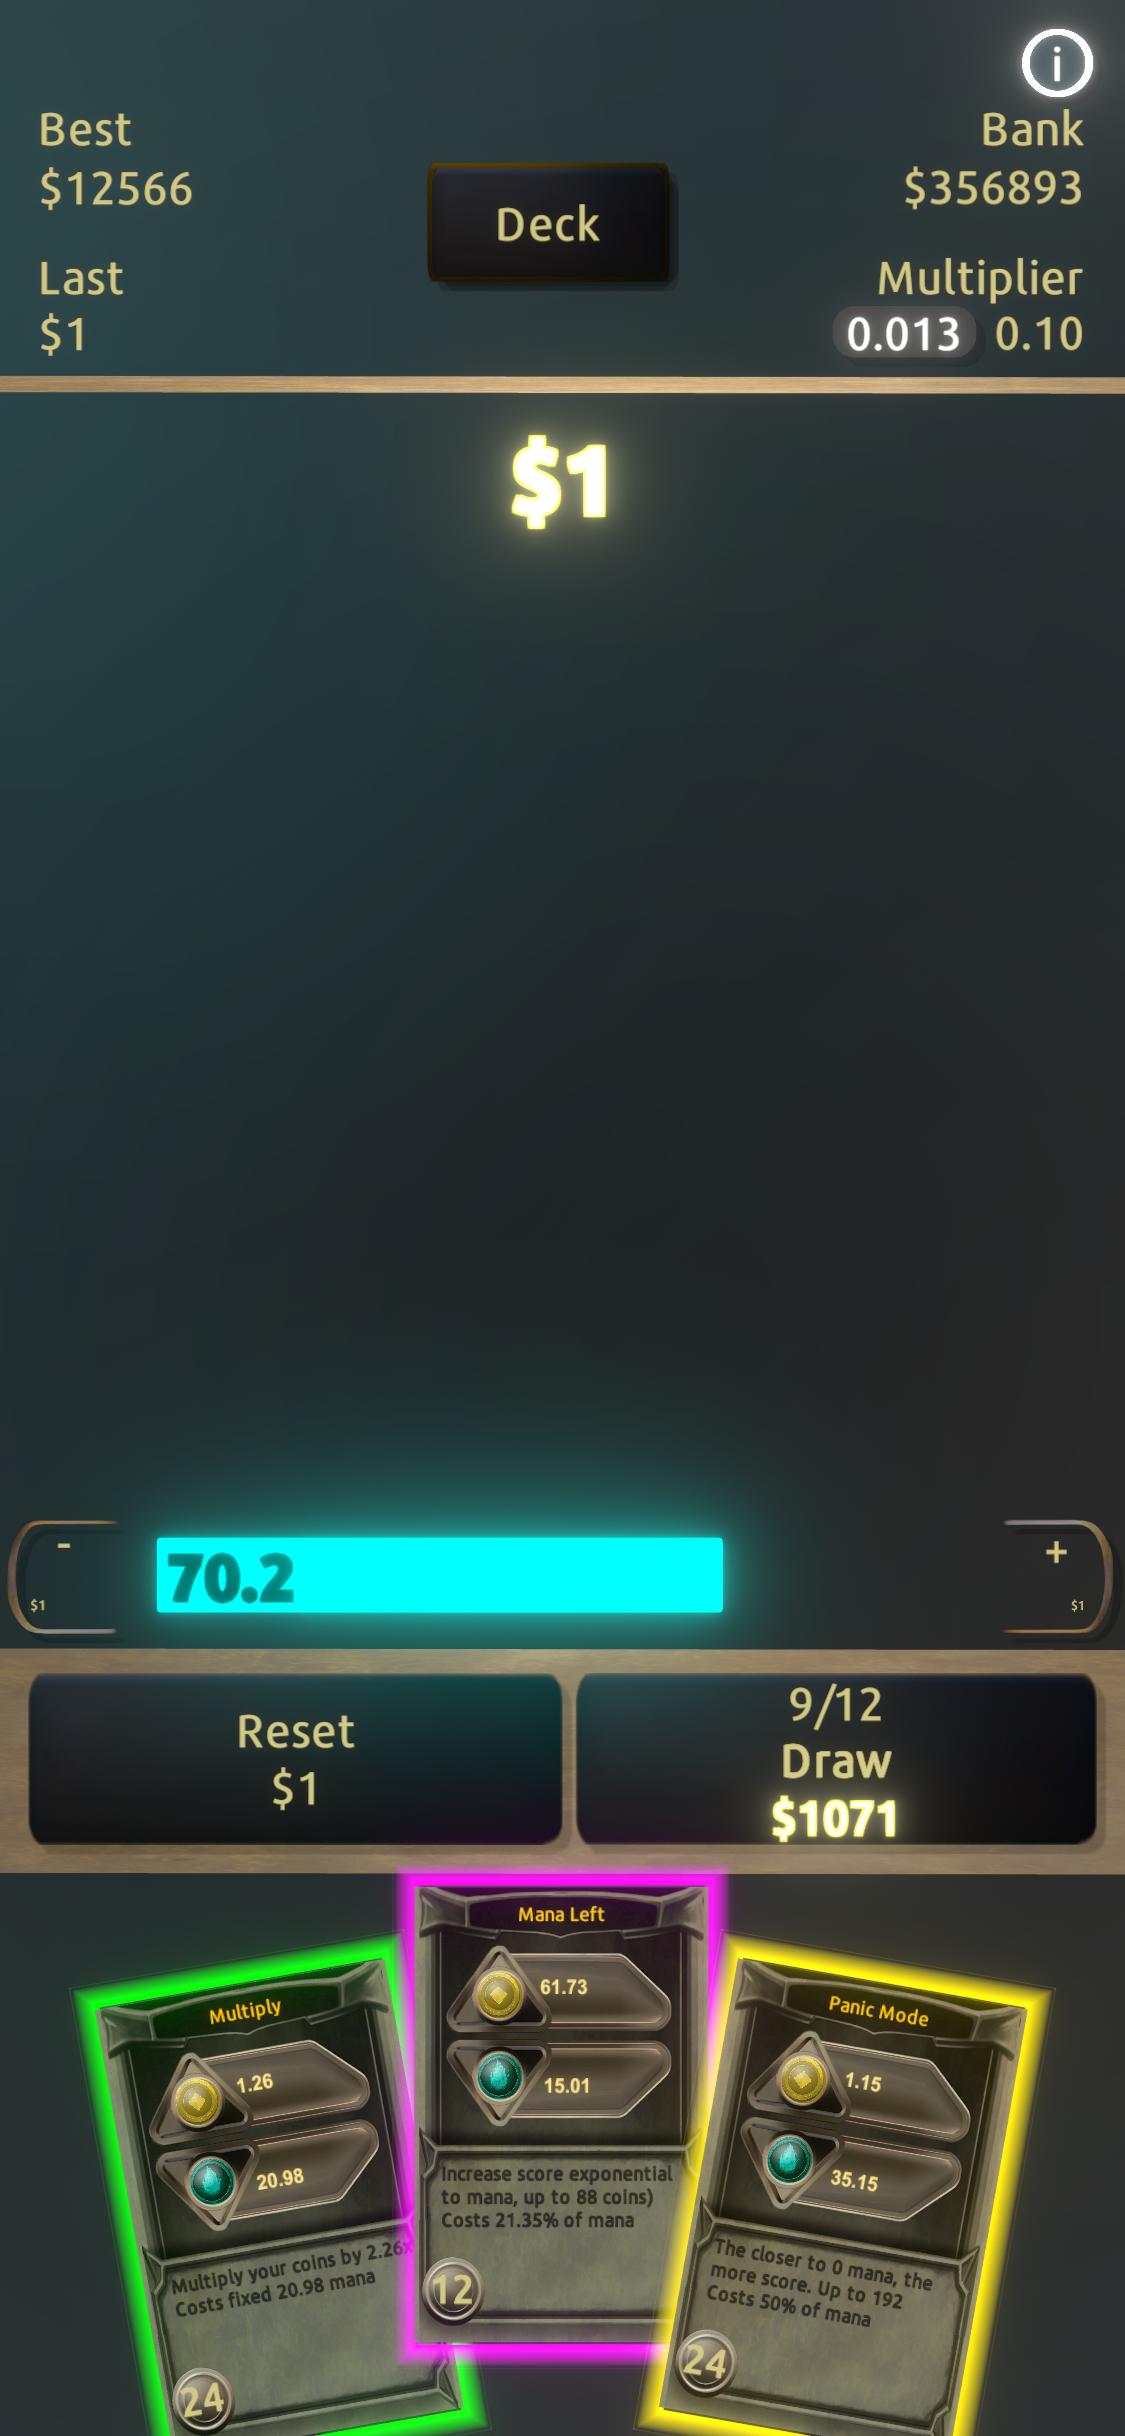 i
Best
$12566
Deck
Bank
$356893
Last
$1
Multiplier
0.013 0.10
$1
-
$1
70.2
+
$1
Reset
$1
9/12
Draw
$1071
Multiply
1.26
20.98
Multiply your coins by 2.26x
Costs fixed 20.98 mana
24
Mana Left
61.73
15.01
Increase score exponential
to mana, up to 88 coins)
Costs 21.35% of mana
12
Panic Mode
1.15
35.15
The closer to 0 mana, the
more score. Up to 192
Costs 50% of mana
24